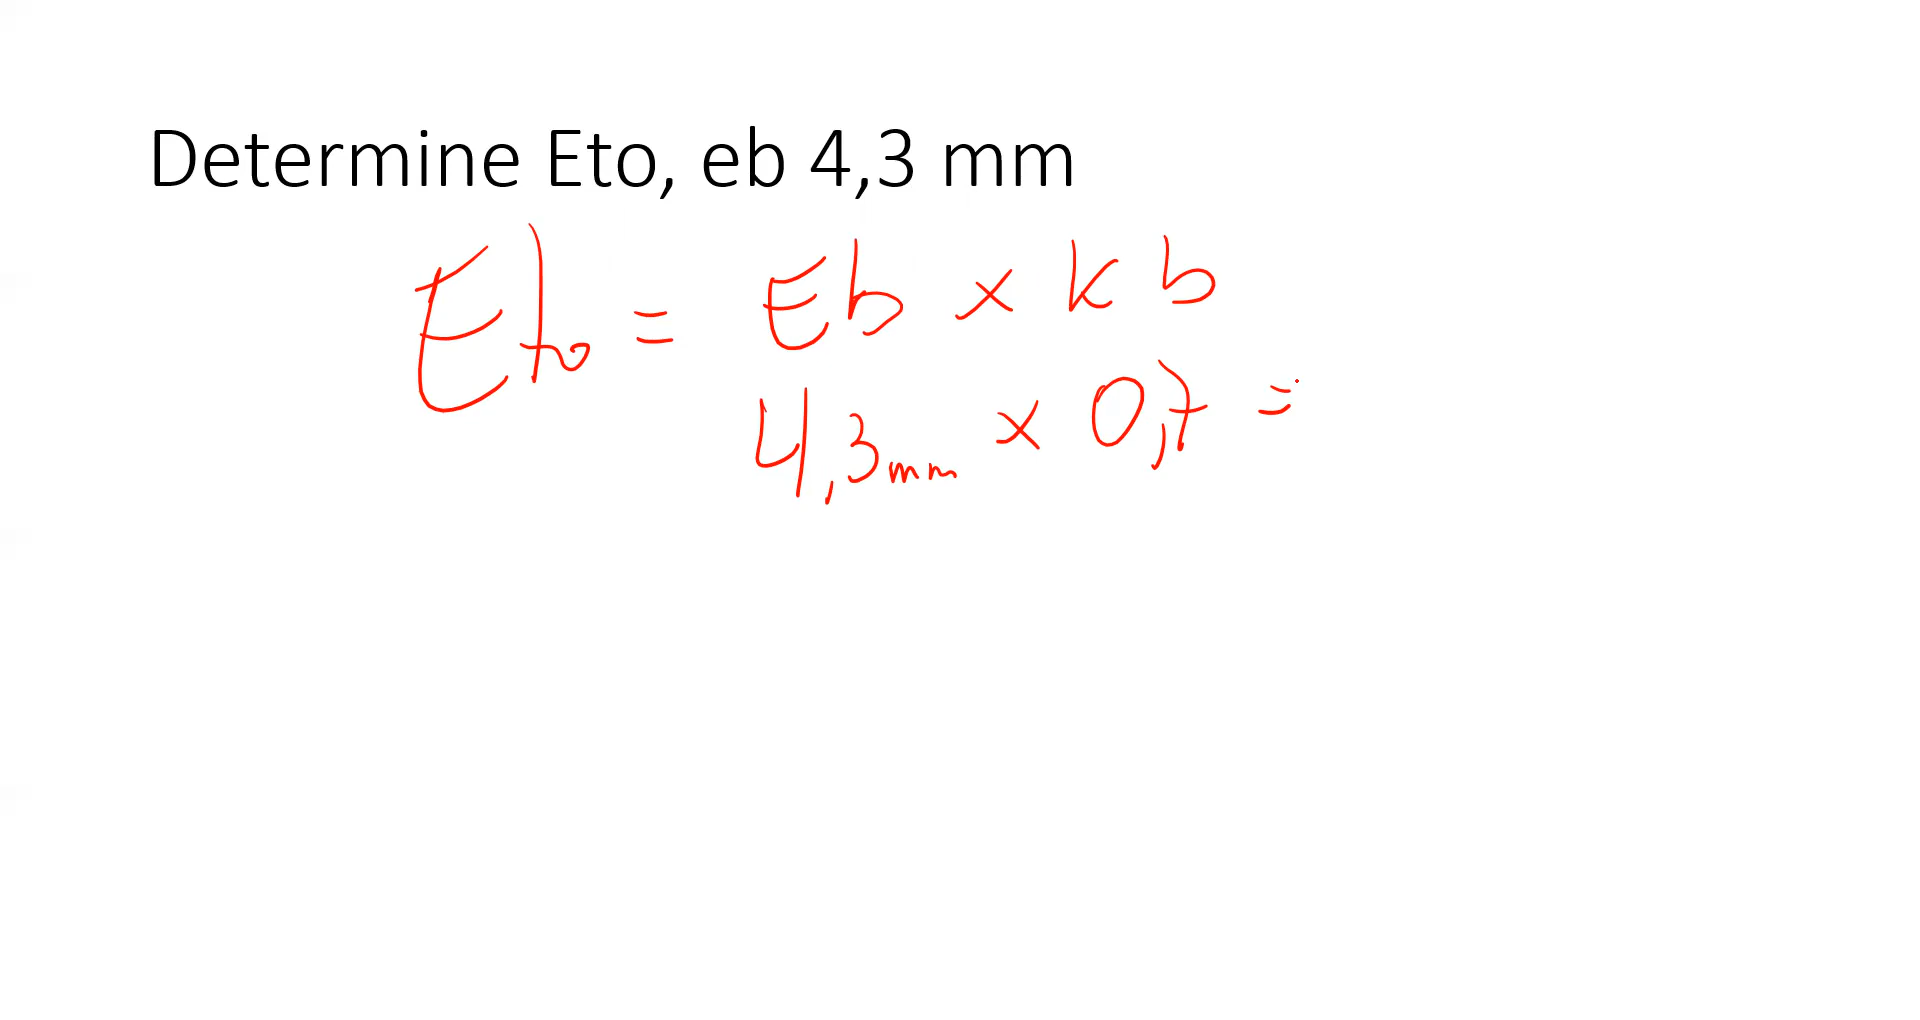 Determine Eto, eb 4,3 mm
Eto = Eb x kb
4,3mm x 0,7 =